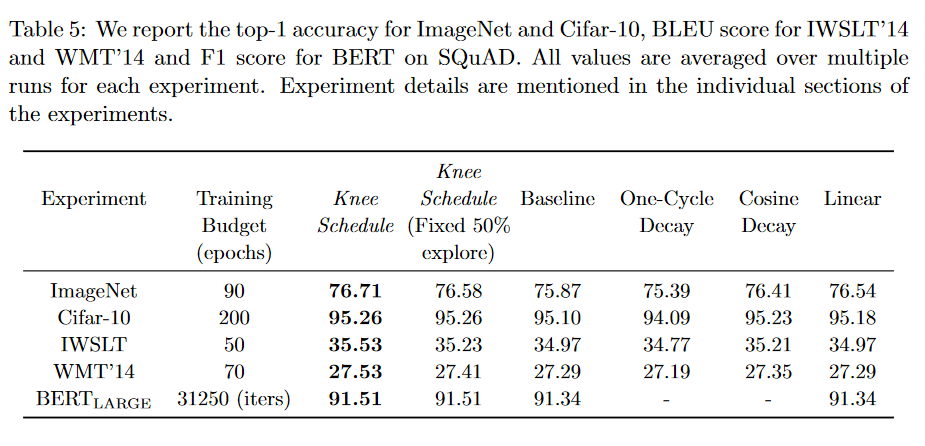 Table 5: We report the top-1 accuracy for ImageNet and Cifar-10, BLEU score for IWSLT'14
and WMT'14 and F1 score for BERT on SQuAD. All values are averaged over multiple
runs for each experiment. Experiment details are mentioned in the individual sections of
the experiments.
Knee
Experiment Training Knee Schedule Baseline One-Cycle Cosine Linear
Budget Schedule (Fixed 50% Decay Decay
(epochs) explore)
ImageNet 90 76.71 76.58 75.87 75.39 76.41 76.54
Cifar-10 200 95.26 95.26 95.10 94.09 95.23 95.18
IWSLT 50 35.53 35.23 34.97 34.77 35.21 34.97
WMT'14 70 27.53 27.41 27.29 27.19 27.35 27.29
BERTLARGE 31250 (iters) 91.51 91.51 91.34 - - 91.34